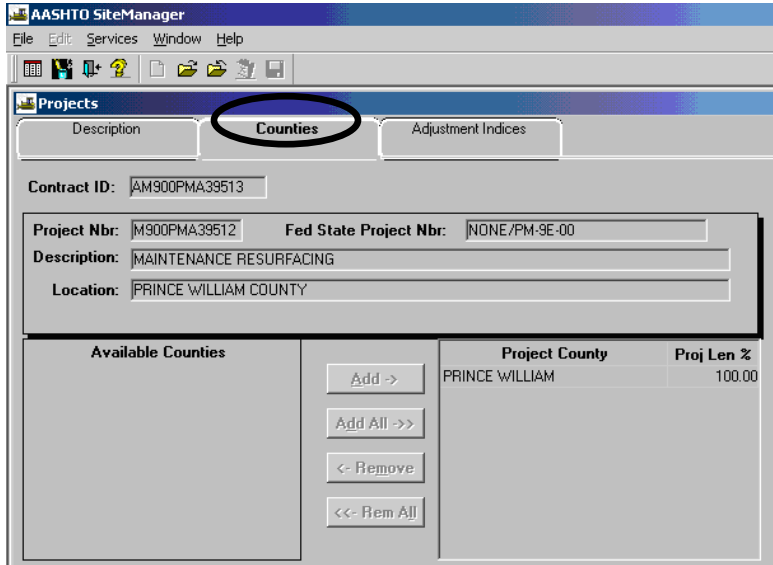 AASHTO SiteManager
File Edit Services Window Help
Projects
Description Counties Adjustment Indices
Contract ID: AM900PMA39513
Project Nbr: M900PMA39512 Fed State Project Nbr: NONE/PM-9E-00
Description: MAINTENANCE RESURFACING
Location: PRINCE WILLIAM COUNTY
Available Counties Project County Proj Len %
PRINCE WILLIAM 100.00
Add ->
Add All ->>
<- Remove
<<- Rem All